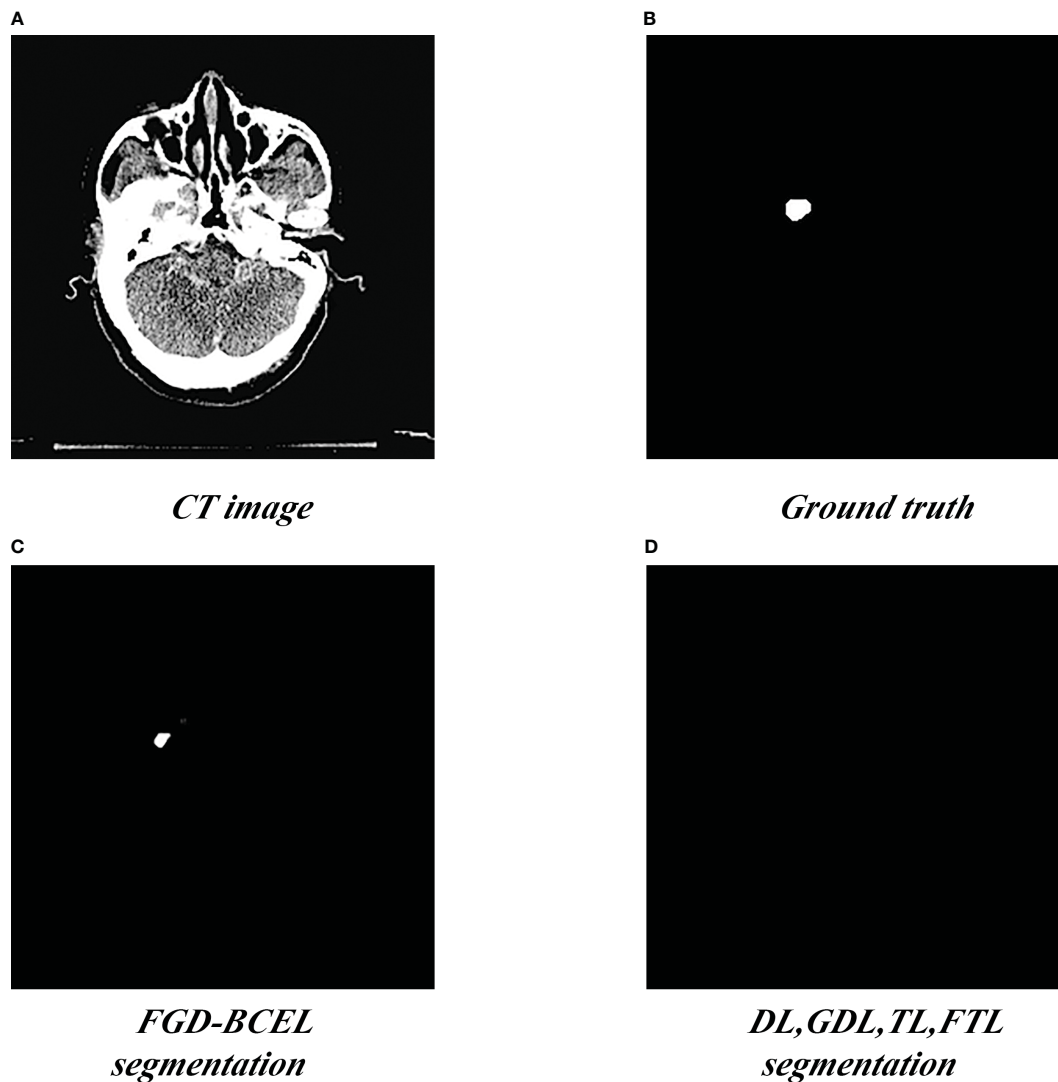 A
B
CT image
Ground truth
C
D
FGD-BCEL
segmentation
DL,GDL,TL,FTL
segmentation